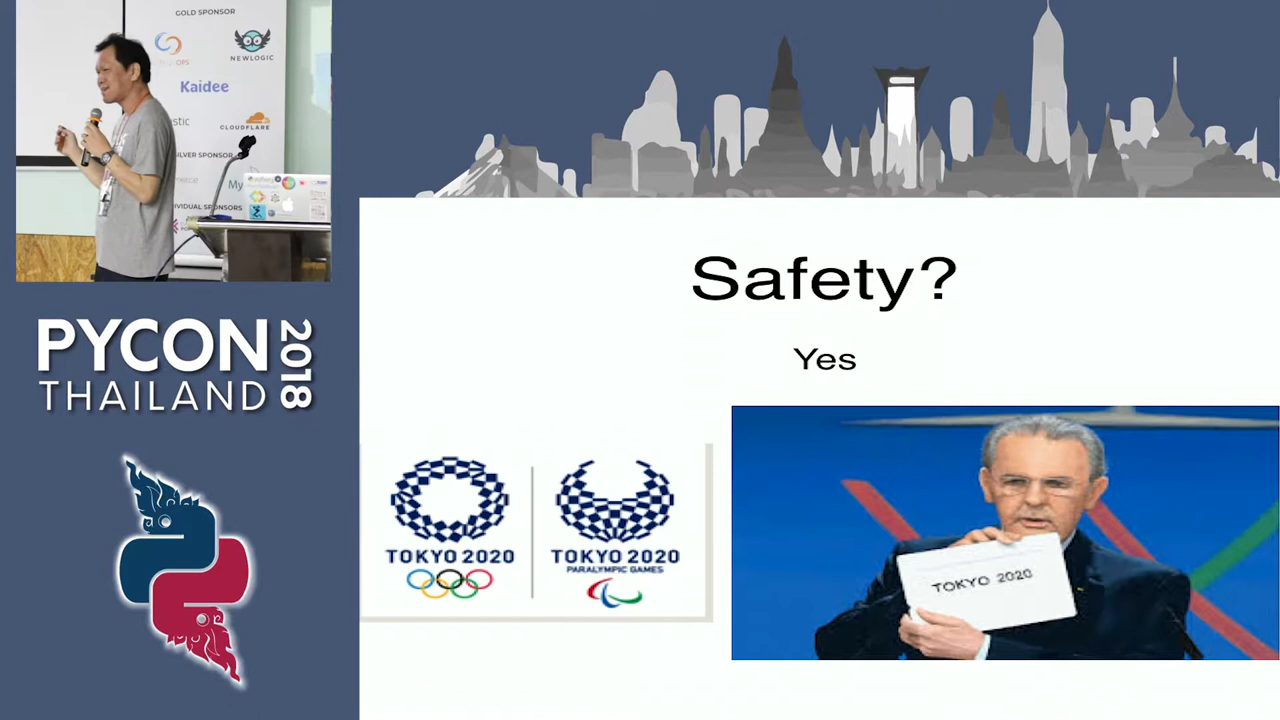 GOLD SPONSOR
NEWLOGIC
Kaidee
CLOUDFLARE
SILVER SPONSOR
My
PYCON
THAILAND
2018
Safety?
Yes
TOKYO 2020
TOKYO 2020
PARALYMPIC GAMES
TOKYO 2020